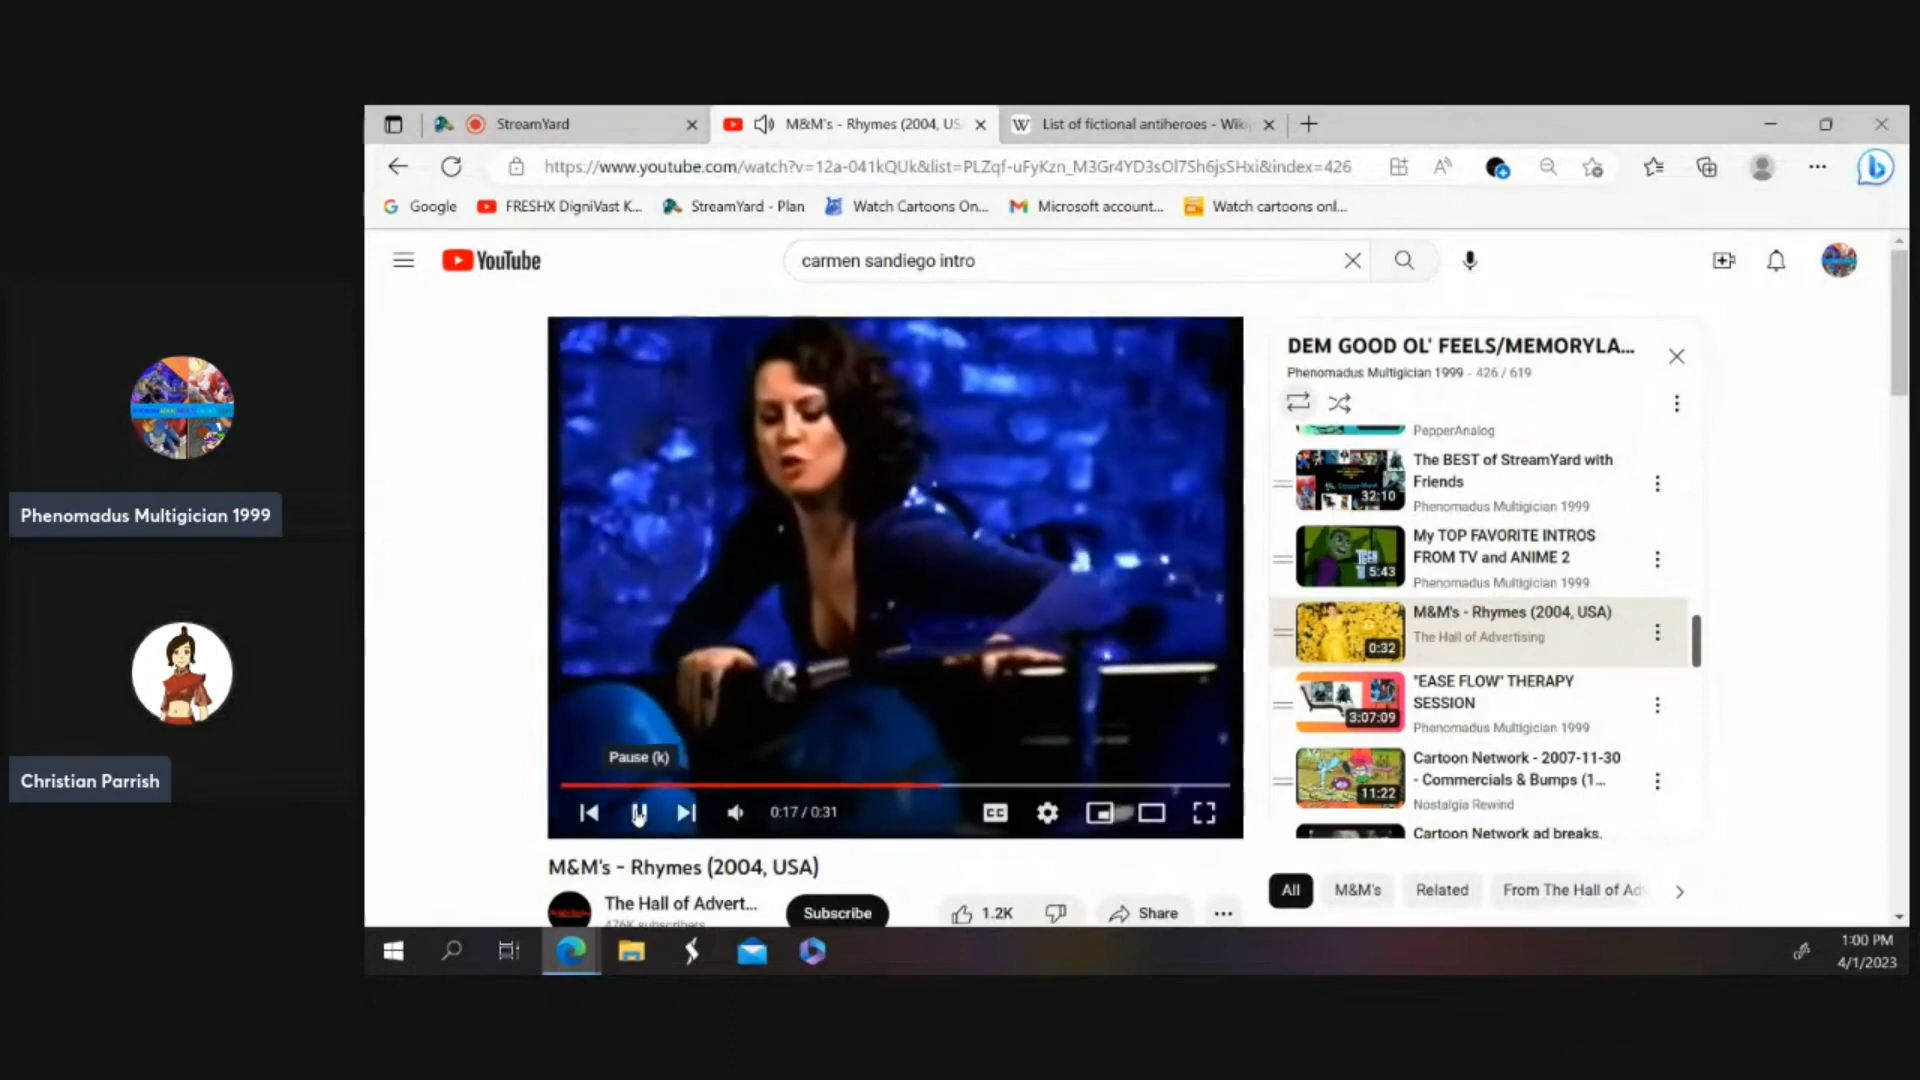 StreamYard
M&M's - Rhymes (2004, US
List of fictional antiheroes - Wiki
https://www.youtube.com/watch?v=12a-041kQUk&list=PLZqf-uFyKzn_M3Gr4YD3sOl7Sh6jsSHxi&index=426
Google
FRESHX DigniVast K...
StreamYard - Plan
Watch Cartoons On...
Microsoft account...
Watch cartoons onl...
YouTube
carmen sandiego intro
DEM GOOD OL' FEELS/MEMORYLA...
Phenomadus Multigician 1999 - 426 / 619
PepperAnalog
The BEST of StreamYard with
Friends
32:10
Phenomadus Multigician 1999
My TOP FAVORITE INTROS
FROM TV and ANIME 2
5:43
Phenomadus Multigician 1999
M&M's - Rhymes (2004, USA)
The Hall of Advertising
0:32
"EASE FLOW" THERAPY
SESSION
3:07:09
Phenomadus Multigician 1999
Cartoon Network - 2007-11-30
- Commercials & Bumps (1...
11:22
Nostalgia Rewind
Cartoon Network ad breaks.
Phenomadus Multigician 1999
Christian Parrish
Pause (k)
0:17 / 0:31
CC
M&M's - Rhymes (2004, USA)
The Hall of Advert...
476K subscribers
Subscribe
1.2K
Share
All
M&M's
Related
From The Hall of Ad
1:00 PM
4/1/2023